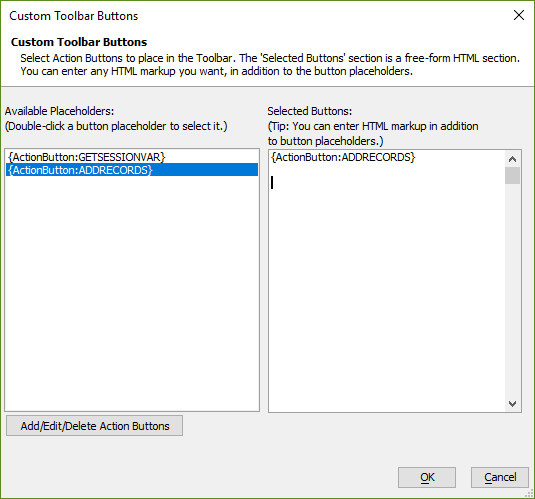 Custom Toolbar Buttons
Custom Toolbar Buttons
Select Action Buttons to place in the Toolbar. The 'Selected Buttons' section is a free-form HTML section.
You can enter any HTML markup you want, in addition to the button placeholders.
Available Placeholders:
(Double-click a button placeholder to select it.)
{ActionButton:GETSESSIONVAR}
{ActionButton:ADDRECORDS}
Selected Buttons:
(Tip: You can enter HTML markup in addition
to button placeholders.)
{ActionButton:ADDRECORDS}
Add/Edit/Delete Action Buttons
OK
Cancel